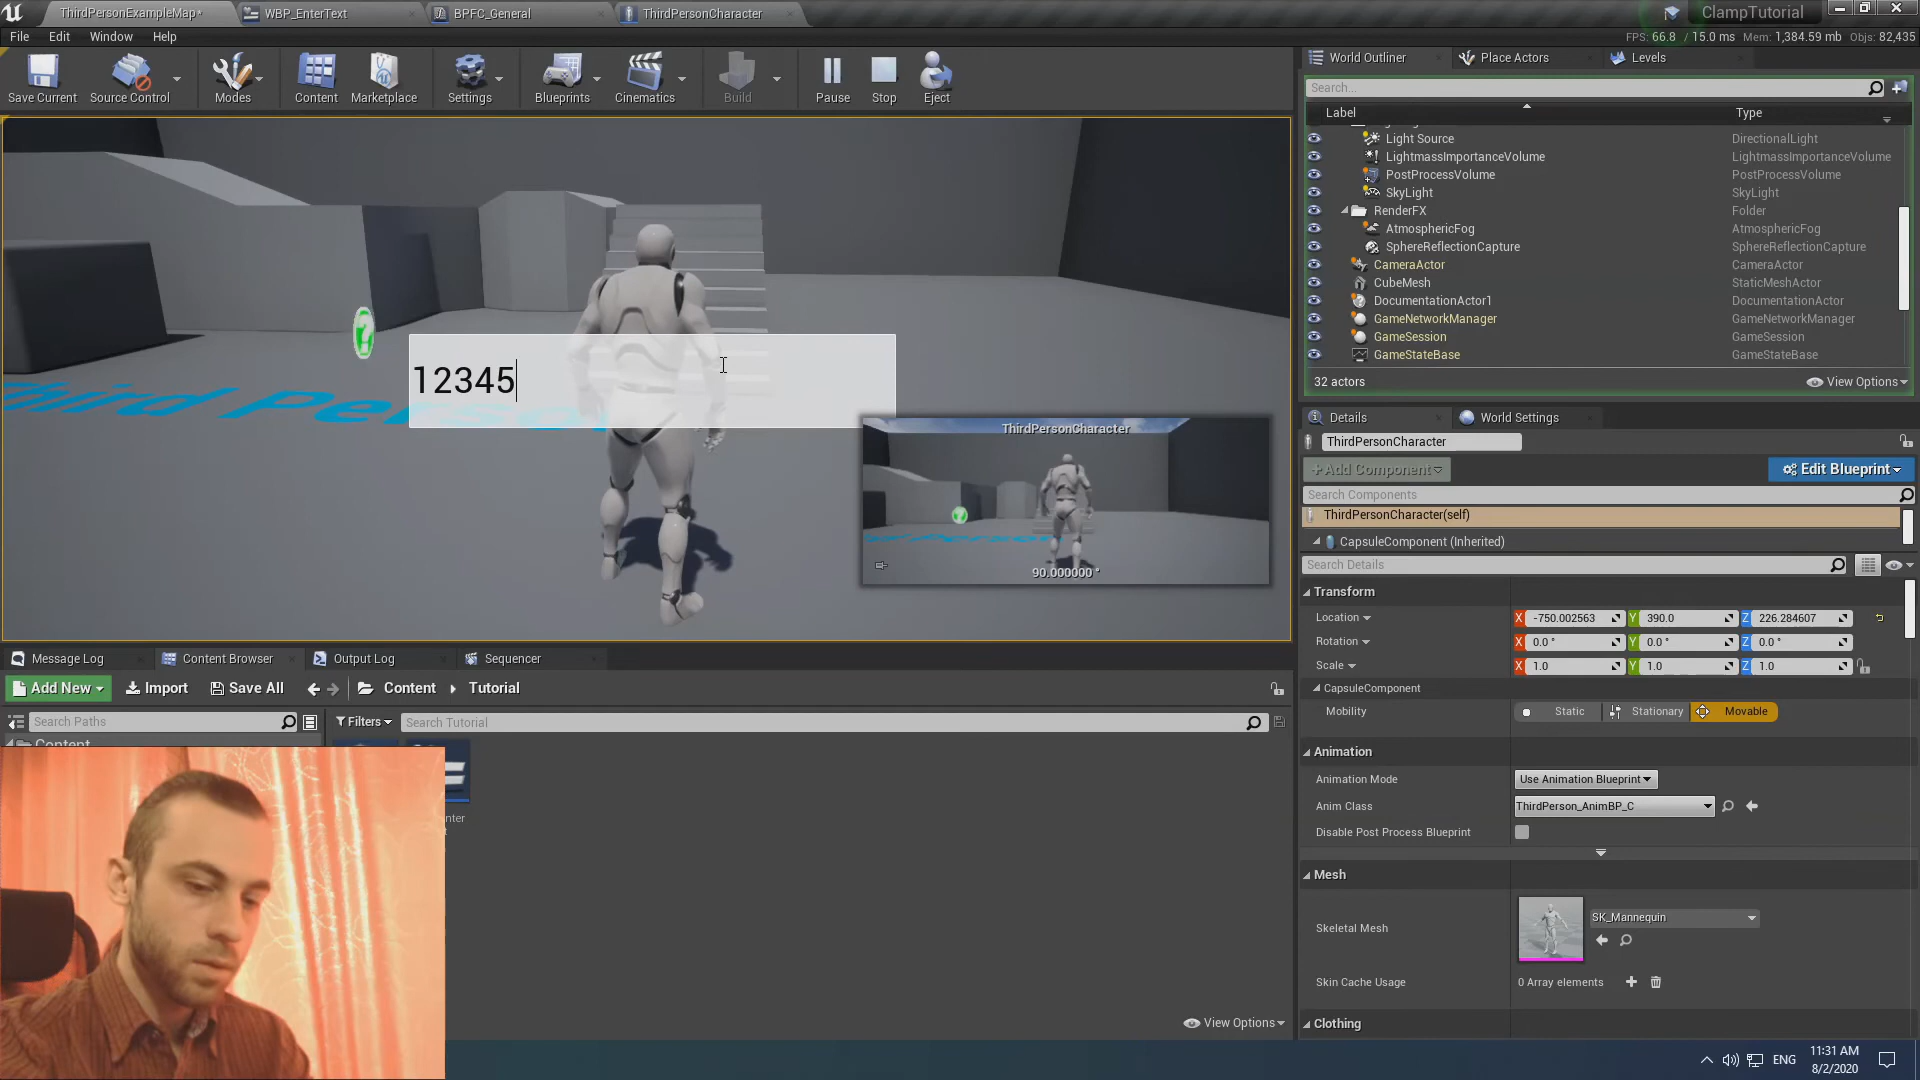 ThirdPersonExampleMap*
WBP_EnterText
BPFC_General
ThirdPersonCharacter
ClampTutorial
File Edit Window Help
FPS: 66.8 / 15.0 ms Mem: 1,384.59 mb Objs: 82,435
Save Current
Source Control
Modes
Content
Marketplace
Settings
Blueprints
Cinematics
Build
Pause
Stop
Eject
World Outliner
Place Actors
Levels
Search...
Label Type
Light Source DirectionalLight
LightmassImportanceVolume LightmassImportanceVolume
PostProcessVolume PostProcessVolume
SkyLight SkyLight
RenderFX Folder
AtmosphericFog AtmosphericFog
SphereReflectionCapture SphereReflectionCapture
CameraActor CameraActor
CubeMesh StaticMeshActor
DocumentationActor1 DocumentationActor
GameNetworkManager GameNetworkManager
GameSession GameSession
GameStateBase GameStateBase
32 actors
View Options
12345
Third Person
ThirdPersonCharacter
90.000000 °
Details
World Settings
ThirdPersonCharacter
+Add Component
Edit Blueprint
Search Components
ThirdPersonCharacter(self)
CapsuleComponent (Inherited)
Search Details
Transform
Location X -750.002563 Y 390.0 Z 226.284607
Rotation X 0.0 ° Y 0.0 ° Z 0.0 °
Scale X 1.0 Y 1.0 Z 1.0
CapsuleComponent
Mobility Static Stationary Movable
Animation
Animation Mode Use Animation Blueprint
Anim Class ThirdPerson_AnimBP_C
Disable Post Process Blueprint
Mesh
Skeletal Mesh SK_Mannequin
Skin Cache Usage 0 Array elements
Clothing
Message Log
Content Browser
Output Log
Sequencer
Add New
Import
Save All
Content
Tutorial
Search Paths
Filters
Search Tutorial
Content
View Options
ENG
11:31 AM
8/2/2020